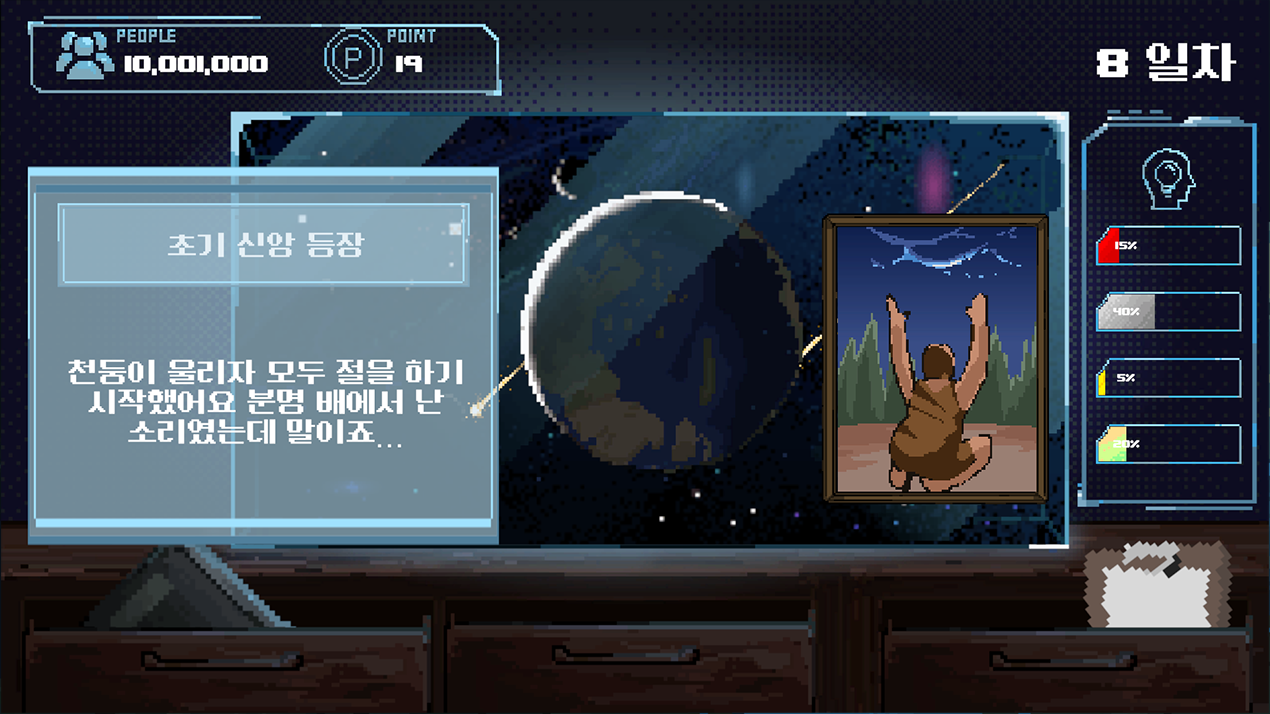 PEOPLE
10,001,000
POINT
P
19
8 일차
초기 신앙 등장
천둥이 울리자 모두 절을 하기
시작했어요 분명 배에서 난
소리였는데 말이죠...
15%
40%
5%
20%